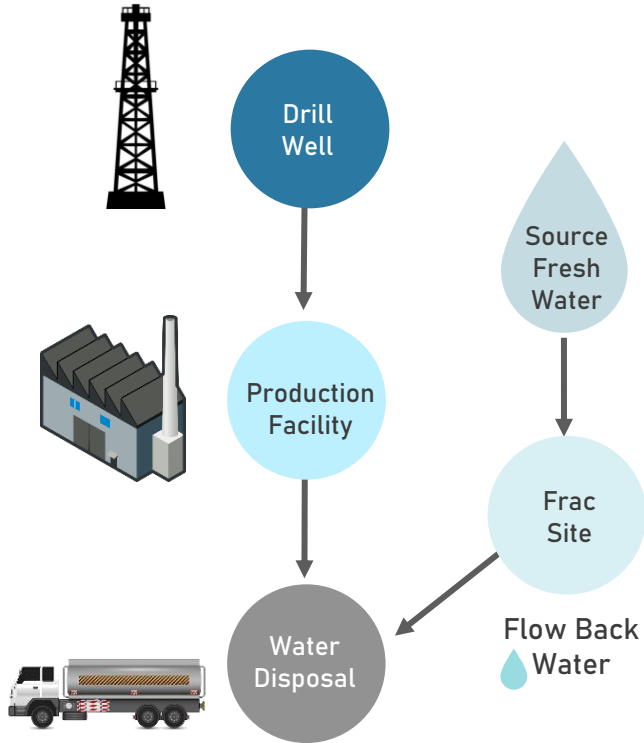 Drill
Well
Source
Fresh
Water
Production
Facility
Frac
Site
Flow Back
Water
Water
Disposal